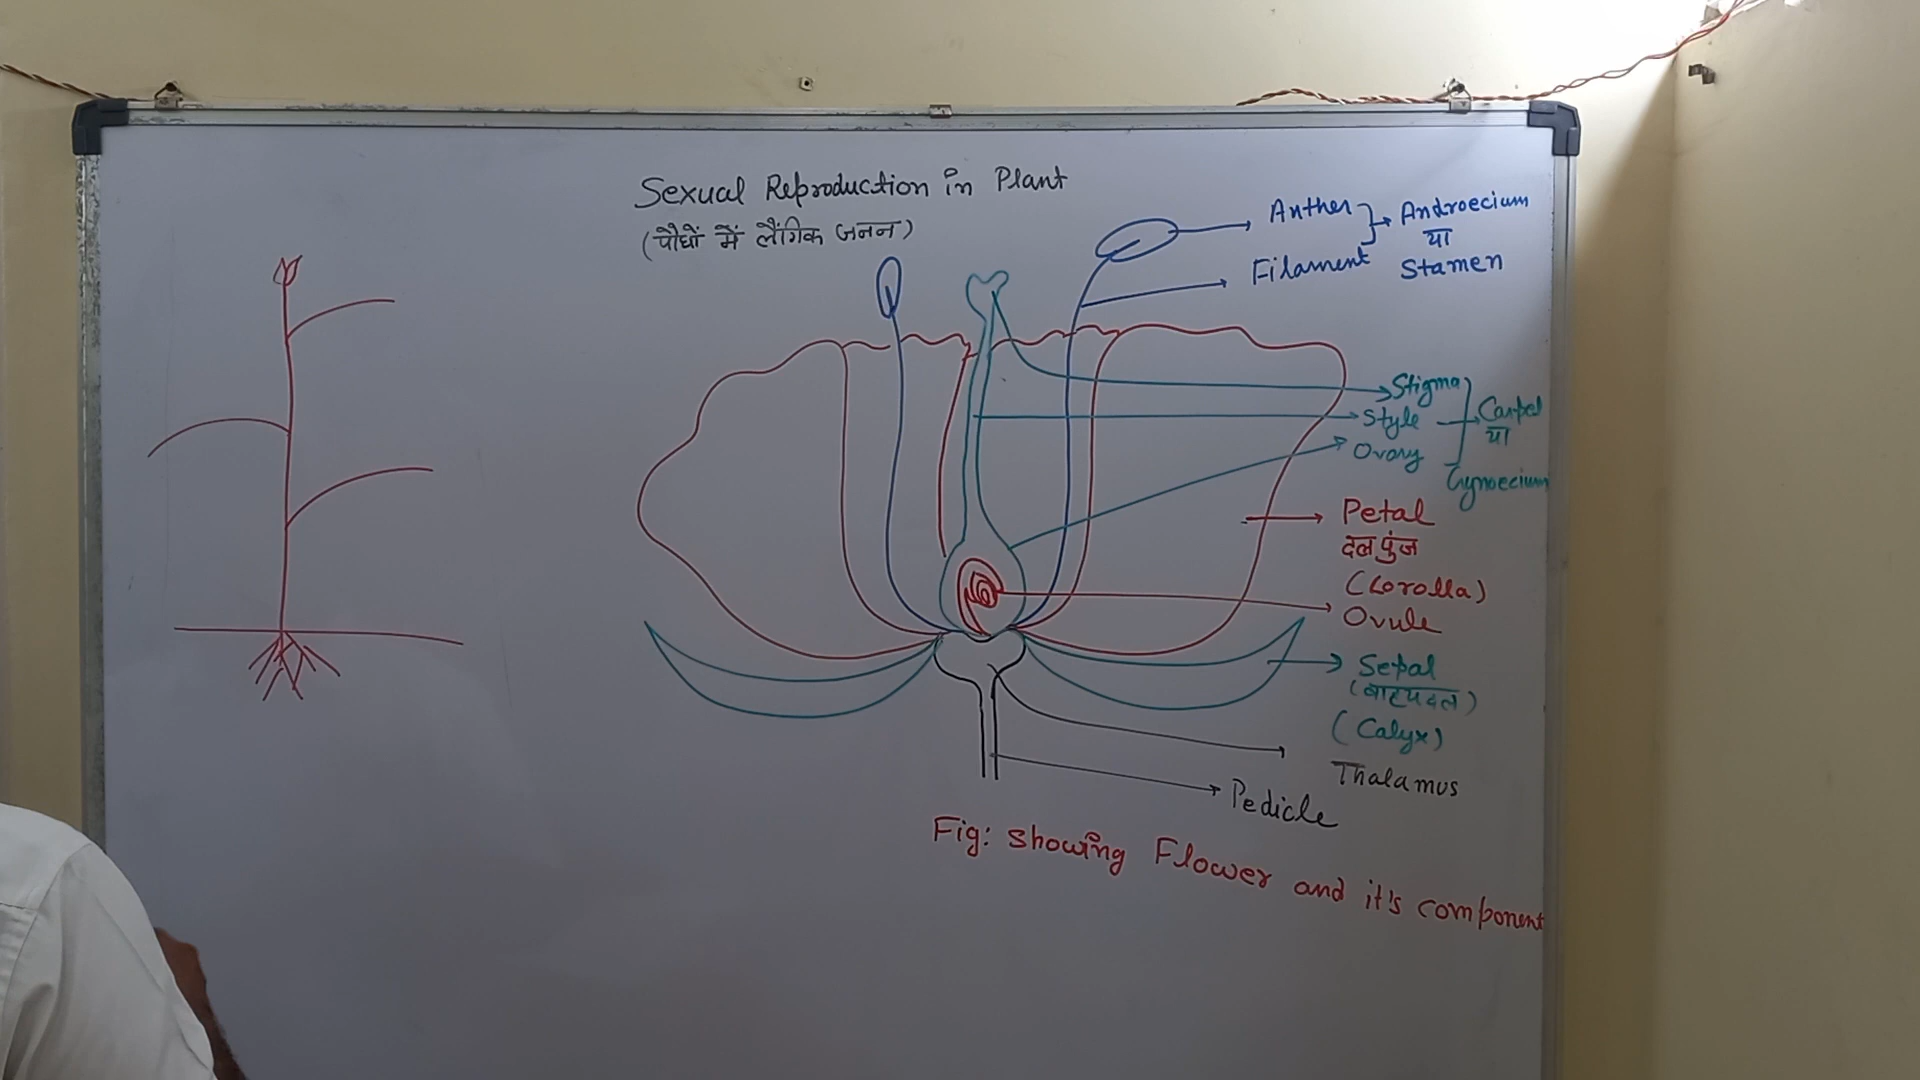 Sexual Reproduction in Plant
(पौधों में लैंगिक जनन)
Anther
Filament
Androecium
या
Stamen
Stigma
Style
Ovary
Carpel
या
Gynoecium
Petal
दलपुंज
(Corolla)
Ovule
Sepal
(बाह्यदल)
(Calyx)
Thalamus
Pedicle
Fig: Showing Flower and it's component